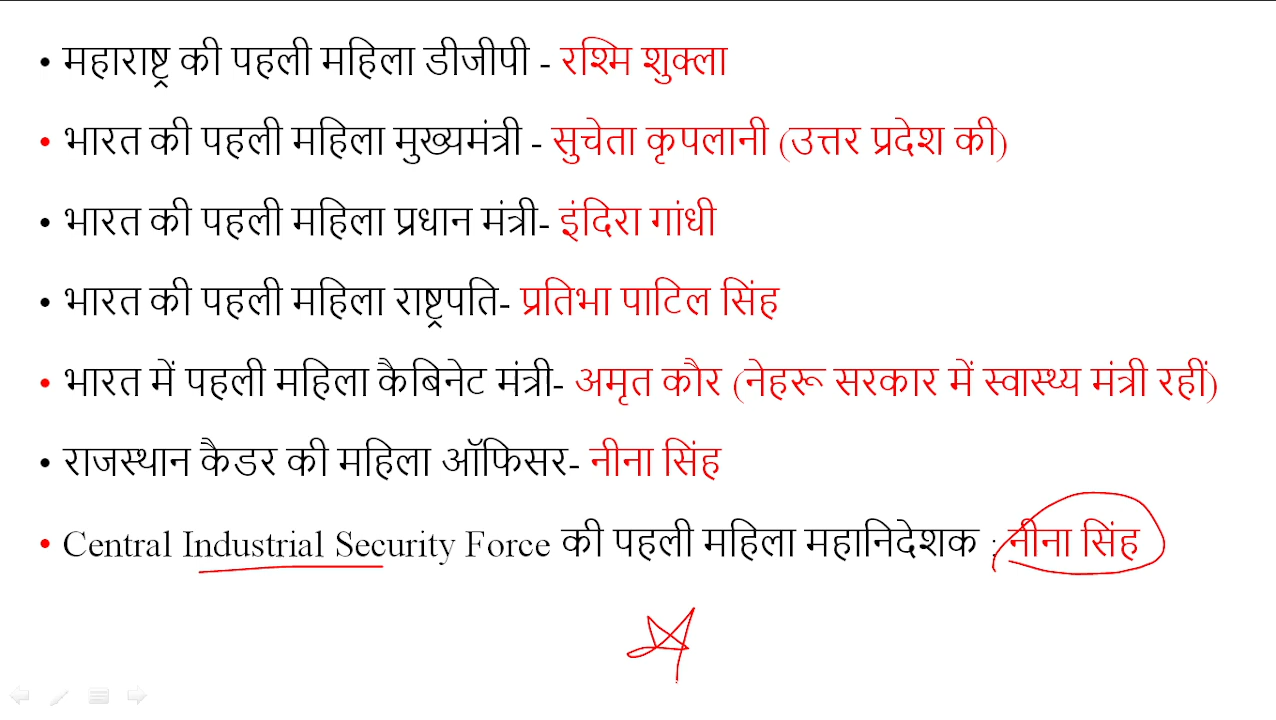 • महाराष्ट्र की पहली महिला डीजीपी - रश्मि शुक्ला
• भारत की पहली महिला मुख्यमंत्री - सुचेता कृपलानी (उत्तर प्रदेश की)
• भारत की पहली महिला प्रधान मंत्री- इंदिरा गांधी
• भारत की पहली महिला राष्ट्रपति- प्रतिभा पाटिल सिंह
• भारत में पहली महिला कैबिनेट मंत्री- अमृत कौर (नेहरू सरकार में स्वास्थ्य मंत्री रहीं)
• राजस्थान कैडर की महिला ऑफिसर- नीना सिंह
• Central Industrial Security Force की पहली महिला महानिदेशक : नीना सिंह